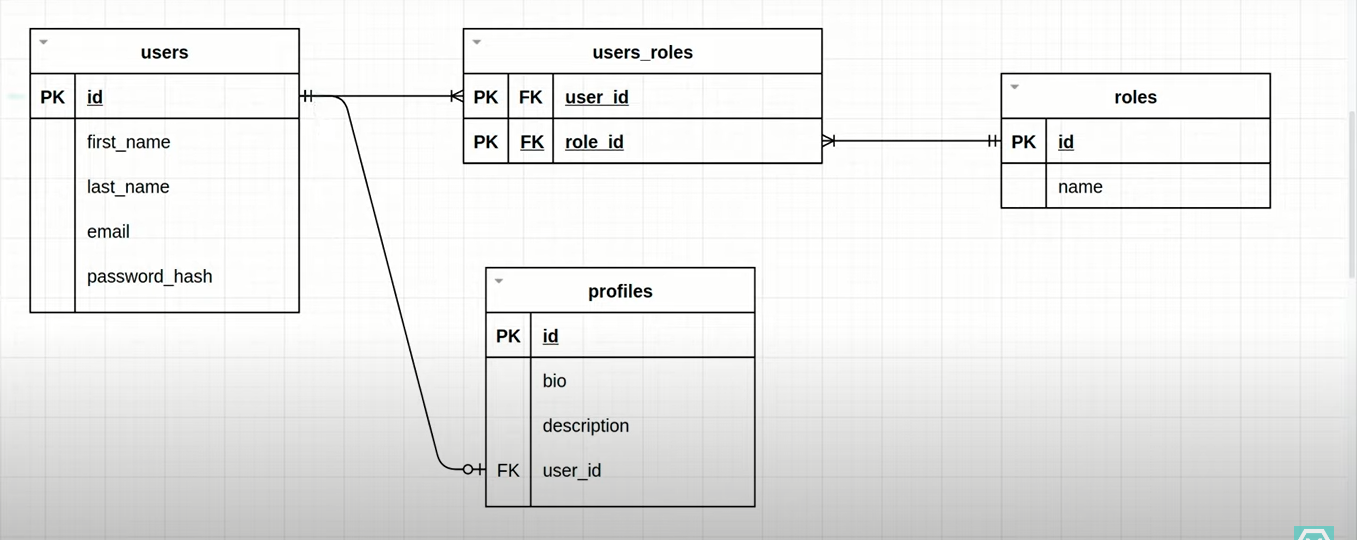 users
PK id
first_name
last_name
email
password_hash
users_roles
PK FK user_id
PK FK role_id
roles
PK id
name
profiles
PK id
bio
description
FK user_id